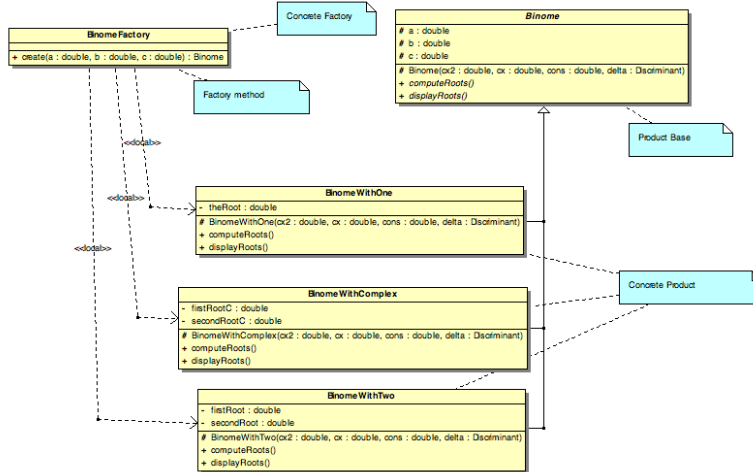 Concrete Factory
BinomeFactory
+ create(a : double, b : double, c : double) : Binome
Factory method
Binome
# a : double
# b : double
# c : double
# Binome(cx2 : double, cx : double, cons : double, delta : Discriminant)
+ computeRoots()
+ displayRoots()
Product Base
<<local>>
<<local>>
<<local>>
BinomeWithOne
- theRoot : double
# BinomeWithOne(cx2 : double, cx : double, cons : double, delta : Discriminant)
+ computeRoots()
+ displayRoots()
Concrete Product
BinomeWithComplex
- firstRootC : double
- secondRootC : double
# BinomeWithComplex(cx2 : double, cx : double, cons : double, delta : Discriminant)
+ computeRoots()
+ displayRoots()
BinomeWithTwo
- firstRoot : double
- secondRoot : double
# BinomeWithTwo(cx2 : double, cx : double, cons : double, delta : Discriminant)
+ computeRoots()
+ displayRoots()